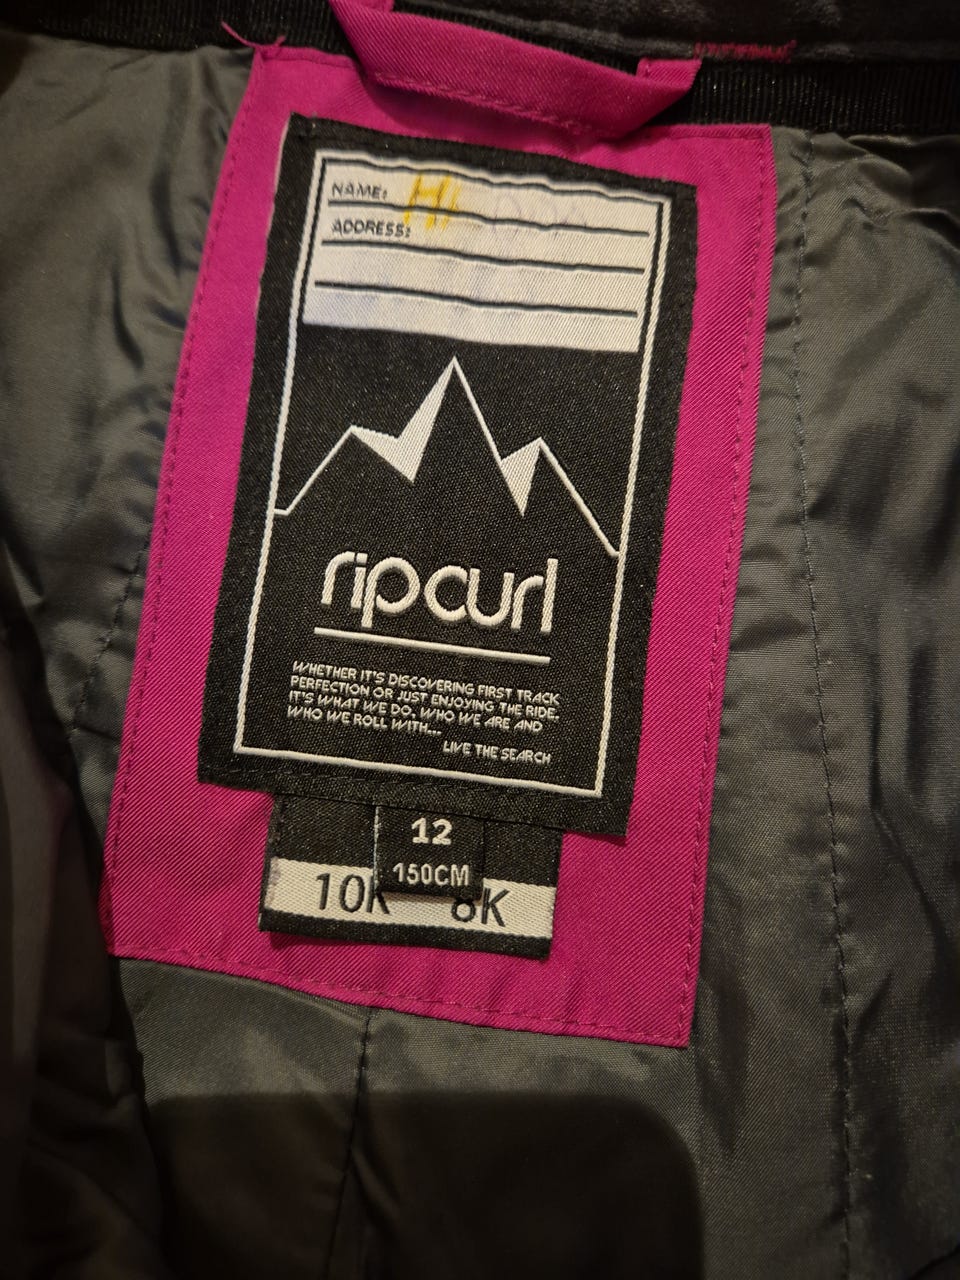 NAME:
ADDRESS:
ripcurl
WHETHER IT'S DISCOVERING FIRST TRACK
PERFECTION OR JUST ENJOYING THE RIDE.
IT'S WHAT WE DO, WHO WE ARE AND
WHO WE ROLL WITH...
LIVE THE SEARCH
12
150CM
10K 8K